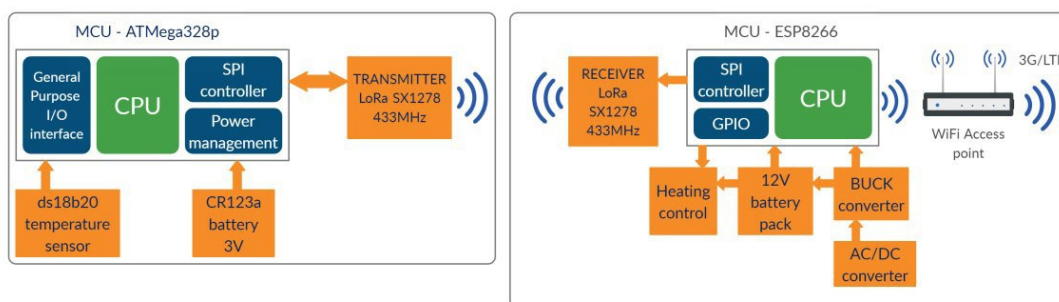 MCU - ATMega328p
General
Purpose
I/O
interface
CPU
SPI
controller
Power
management
TRANSMITTER
LoRa SX1278
433MHz
ds18b20
temperature
sensor
CR123a
battery
3V
MCU - ESP8266
RECEIVER
LoRa
SX1278
433MHz
SPI
controller
GPIO
CPU
3G/LTE
WiFi Access
point
Heating
control
12V
battery
pack
BUCK
converter
AC/DC
converter